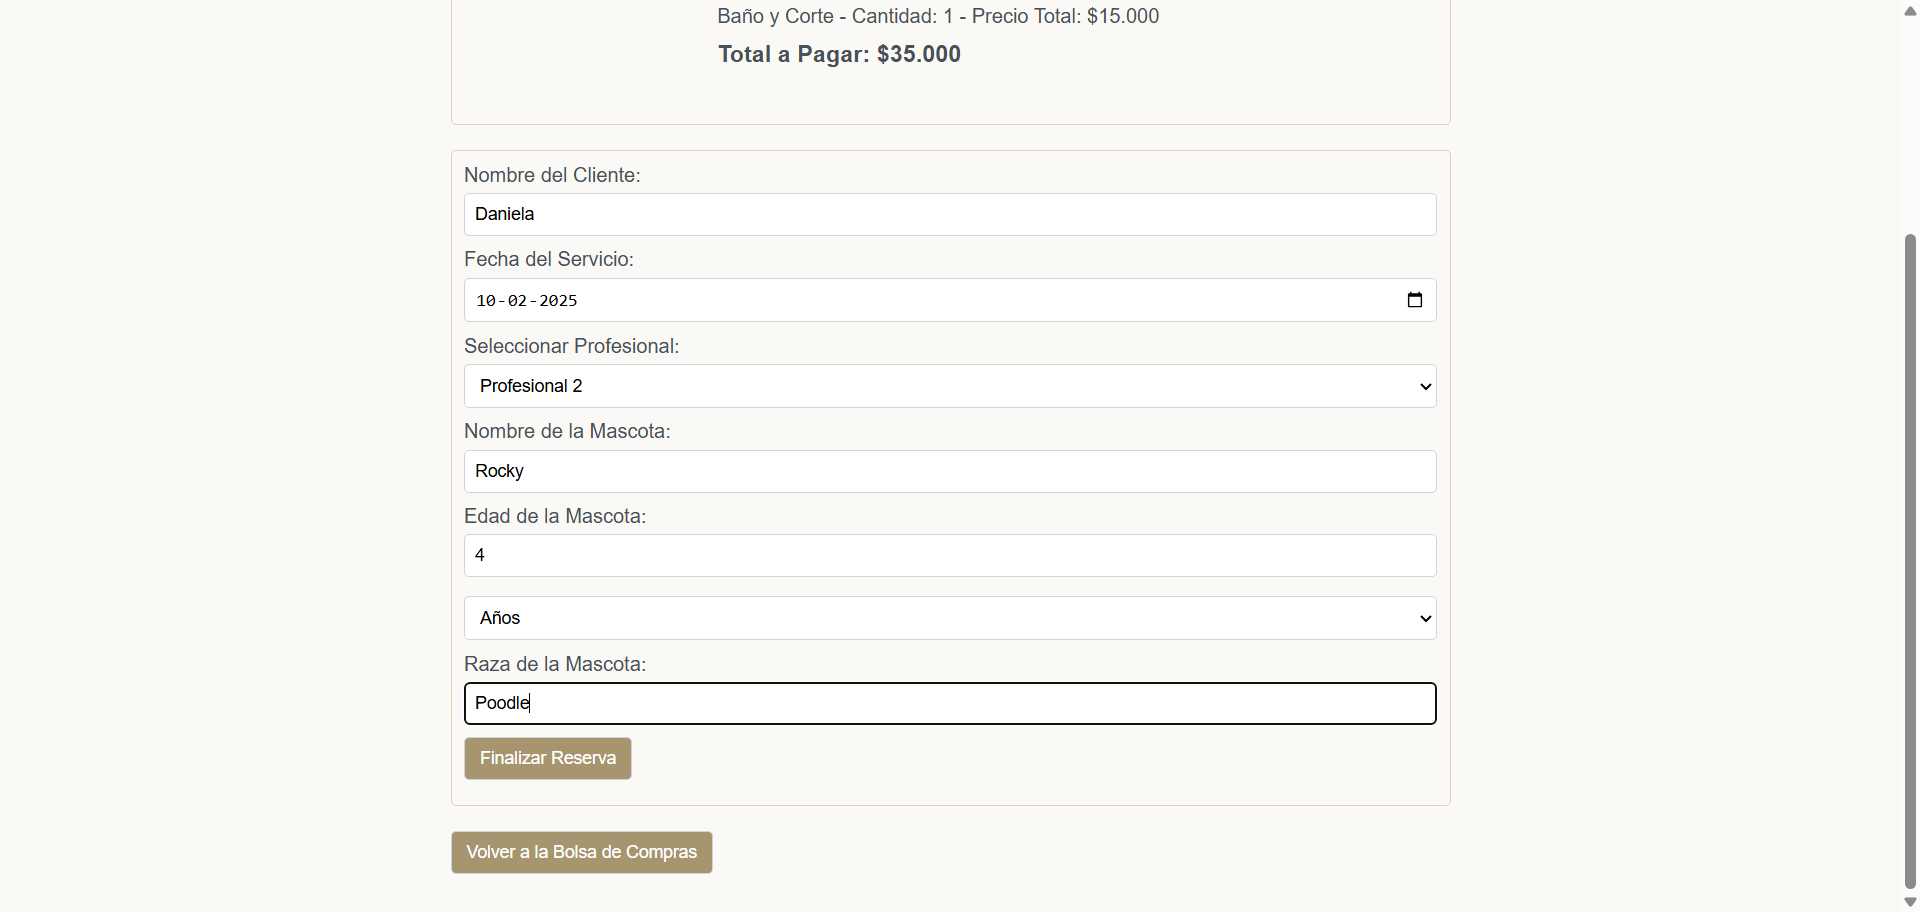 Baño y Corte - Cantidad: 1 - Precio Total: $15.000
Total a Pagar: $35.000
Nombre del Cliente:
Daniela
Fecha del Servicio:
10-02-2025
Seleccionar Profesional:
Profesional 2
Nombre de la Mascota:
Rocky
Edad de la Mascota:
4
Años
Raza de la Mascota:
Poodle
Finalizar Reserva
Volver a la Bolsa de Compras